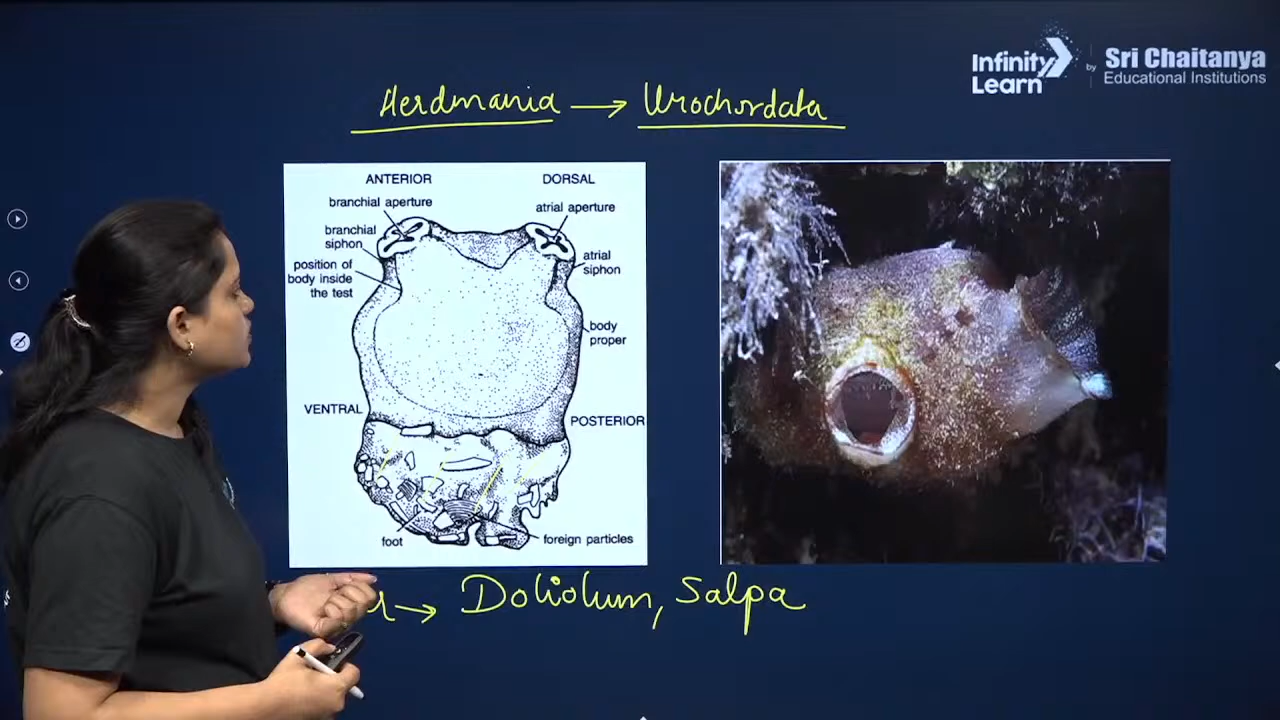 Infinity Learn by Sri Chaitanya Educational Institutions
Herdmania → Urochordata
ANTERIOR DORSAL
branchial aperture atrial aperture
branchial siphon
atrial siphon
position of body inside the test
body proper
VENTRAL POSTERIOR
foot foreign particles
→ Doliolum, Salpa